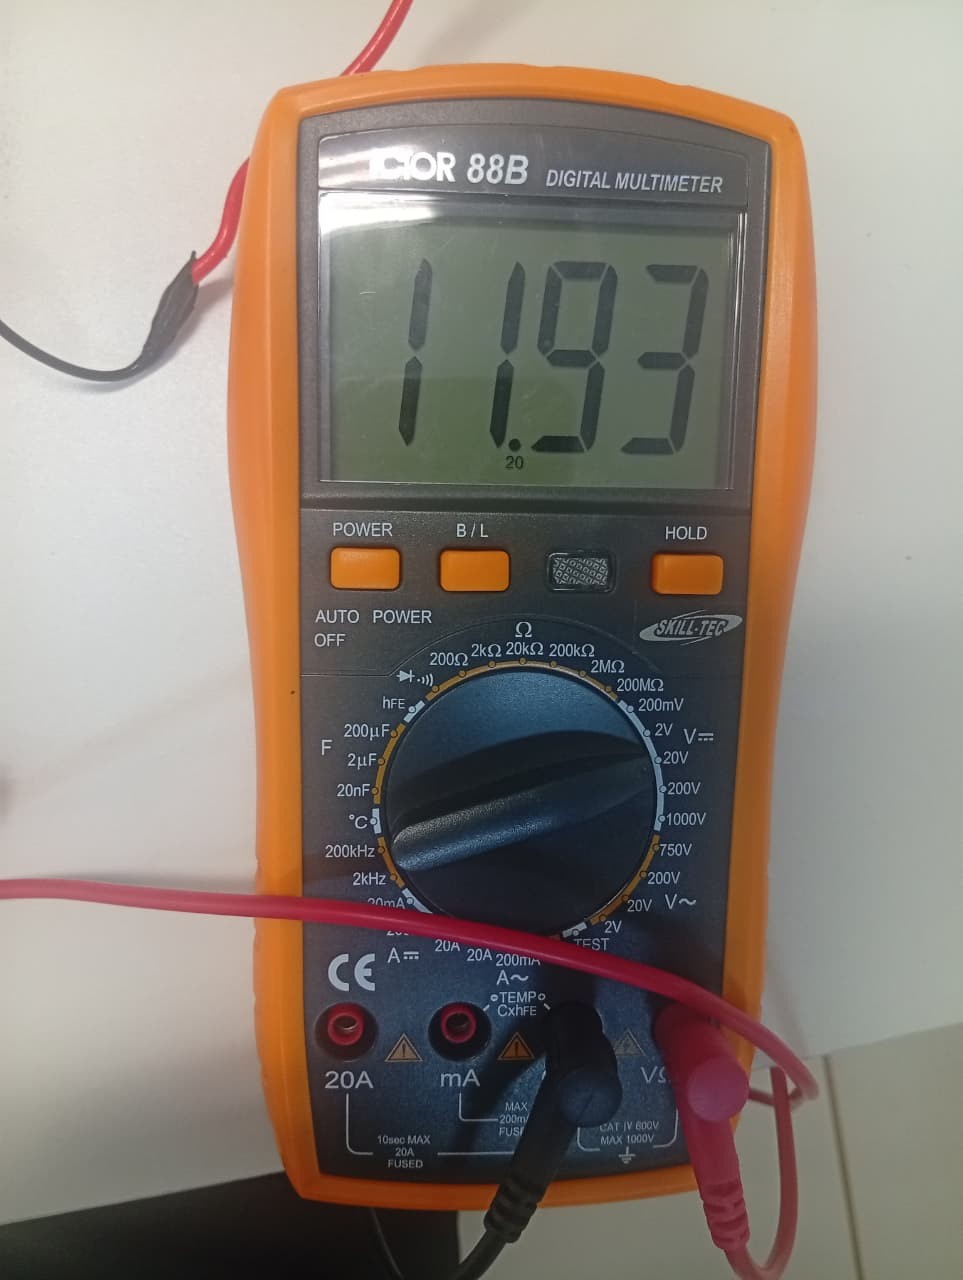 88B DIGITAL MULTIMETER
11.93
20
POWER B / L HOLD
AUTO POWER
OFF
SKILL-TEC
Ω
200Ω 2kΩ 20kΩ 200kΩ 2MΩ 200MΩ
hFE
200mV
2V V⎓
20V
200V
1000V
750V
200V
20V V~
2V
TEST
F
200µF
2µF
20nF
°C
200kHz
2kHz
20mA
A⎓
20A 20A 200mA
A~
CE
TEMP
CxhFE
20A mA
MAX
10sec MAX
20A
FUSED
CAT IV 600V
MAX 1000V